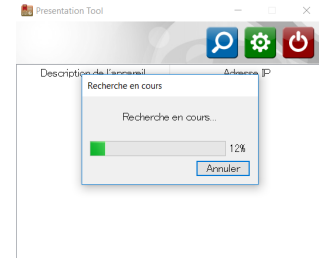 Presentation Tool
Description de l'appareil Adresse IP
Recherche en cours
Recherche en cours...
12%
Annuler